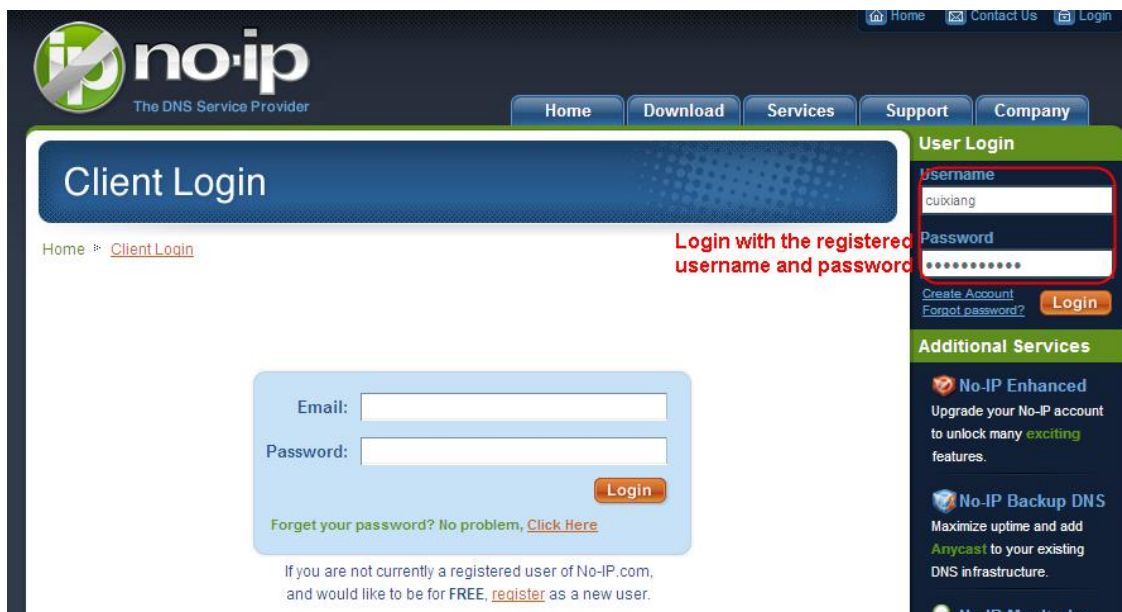 Home Contact Us Login
ip no·ip
The DNS Service Provider
Home Download Services Support Company
Client Login
Home Client Login
Login with the registered
username and password
User Login
Username
cuixiang
Password
Create Account
Forgot password?
Login
Email:
Password:
Login
Forget your password? No problem, Click Here
If you are not currently a registered user of No-IP.com,
and would like to be for FREE, register as a new user.
Additional Services
No-IP Enhanced
Upgrade your No-IP account
to unlock many exciting
features.
No-IP Backup DNS
Maximize uptime and add
Anycast to your existing
DNS infrastructure.